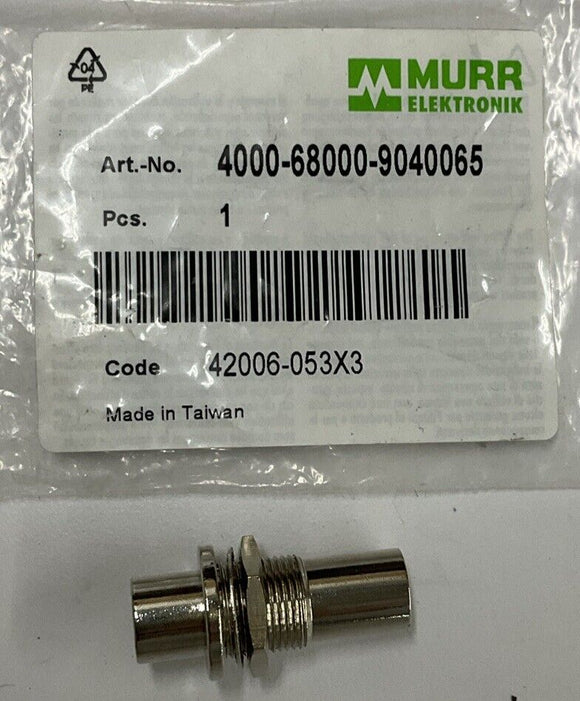 04
PE
MURR
ELEKTRONIK
Art.-No. 4000-68000-9040065
Pcs. 1
Code 42006-053X3
Made in Taiwan